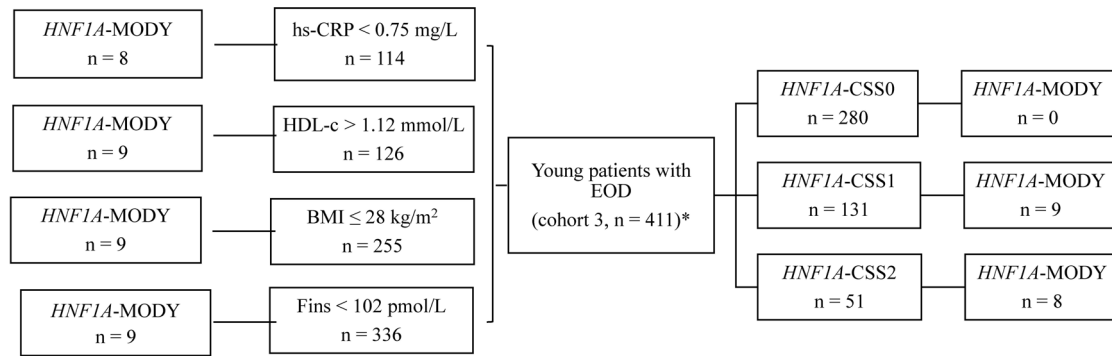 HNF1A-MODY
n = 8
hs-CRP < 0.75 mg/L
n = 114
HNF1A-MODY
n = 9
HDL-c > 1.12 mmol/L
n = 126
HNF1A-MODY
n = 9
BMI ≤ 28 kg/m²
n = 255
HNF1A-MODY
n = 9
Fins < 102 pmol/L
n = 336
Young patients with
EOD
(cohort 3, n = 411)*
HNF1A-CSS0
n = 280
HNF1A-MODY
n = 0
HNF1A-CSS1
n = 131
HNF1A-MODY
n = 9
HNF1A-CSS2
n = 51
HNF1A-MODY
n = 8